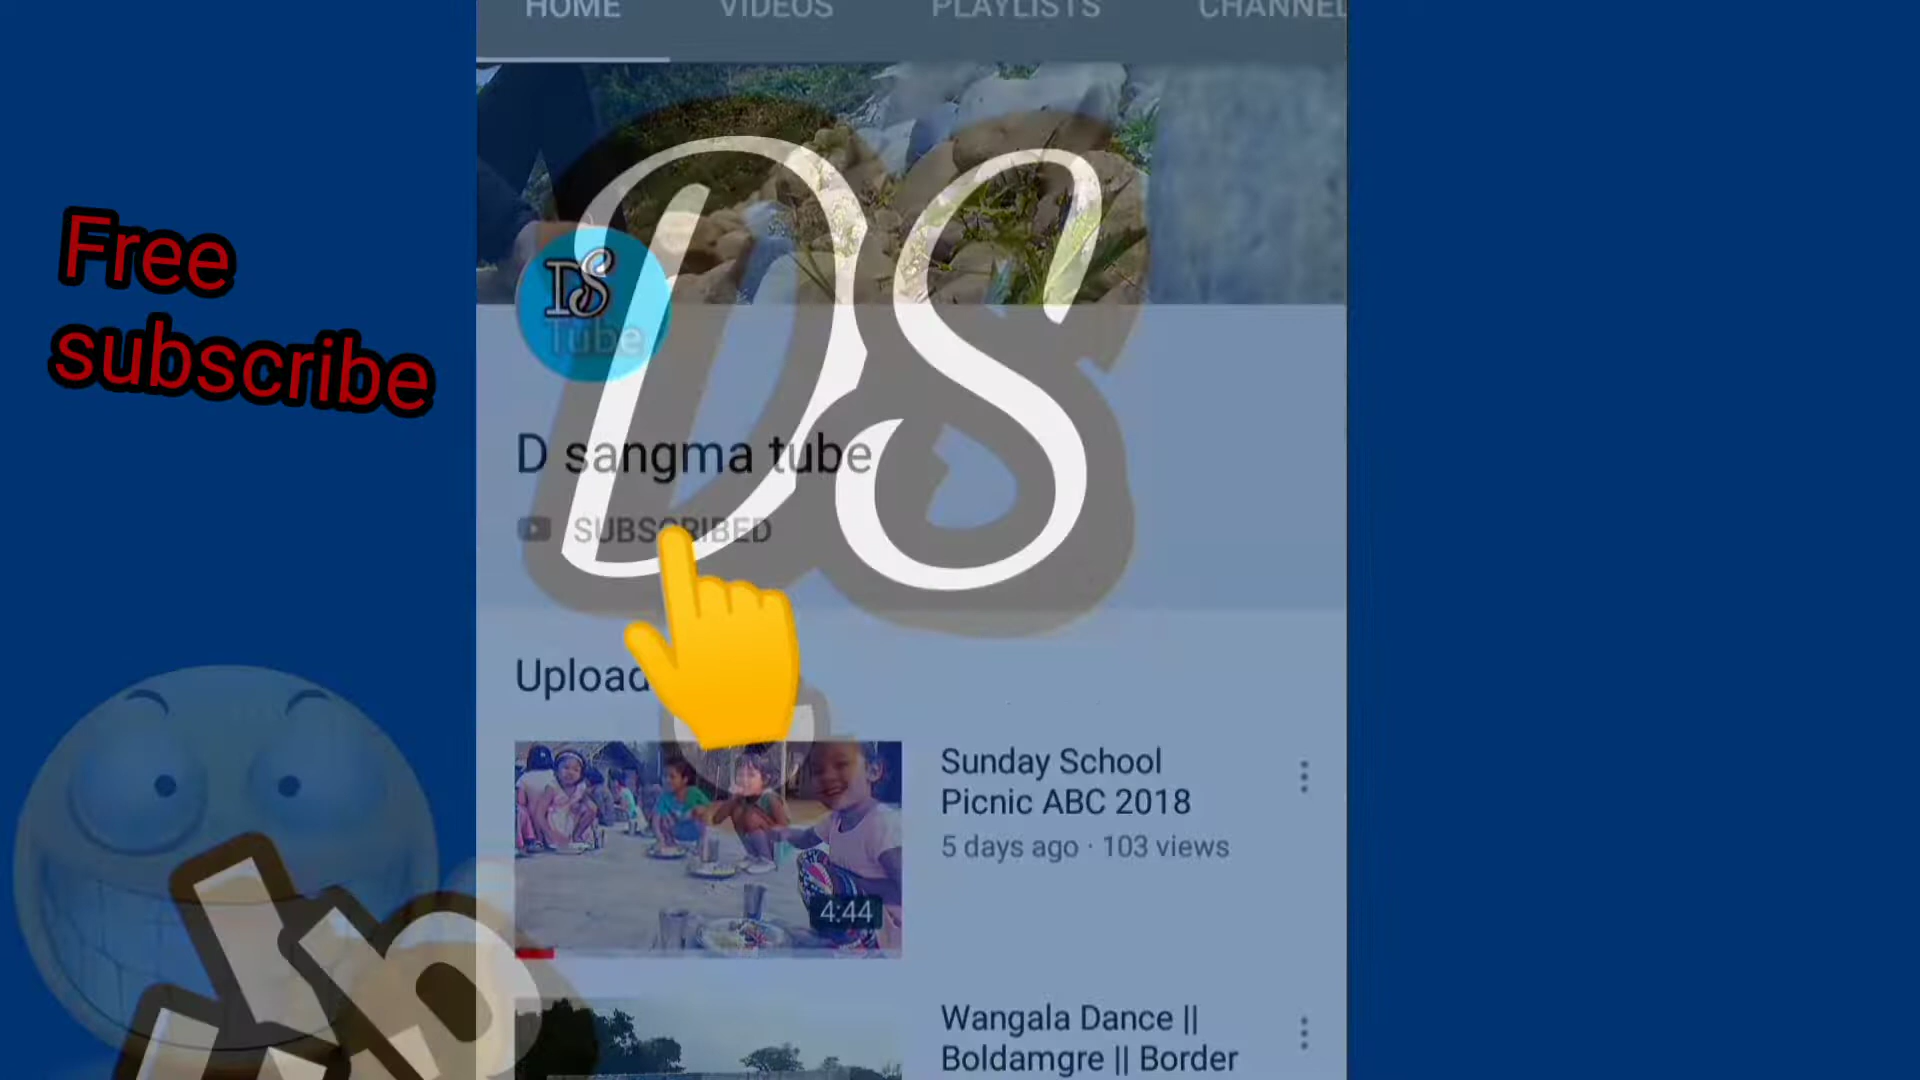 HOME VIDEOS PLAYLISTS CHANNEL
DS
DS
Tube
Free
subscribe
D sangma tube
SUBSCRIBED
Upload
Sunday School
Picnic ABC 2018
5 days ago · 103 views
4:44
Wangala Dance ||
Boldamgre || Border